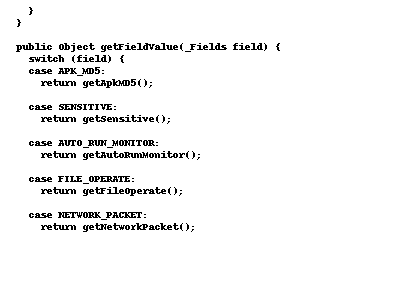 }
  }

  public Object getFieldValue(_Fields field) {
    switch (field) {
    case APK_MD5:
      return getApkMD5();

    case SENSITIVE:
      return getSensitive();

    case AUTO_RUN_MONITOR:
      return getAutoRunMonitor();

    case FILE_OPERATE:
      return getFileOperate();

    case NETWORK_PACKET:
      return getNetworkPacket();